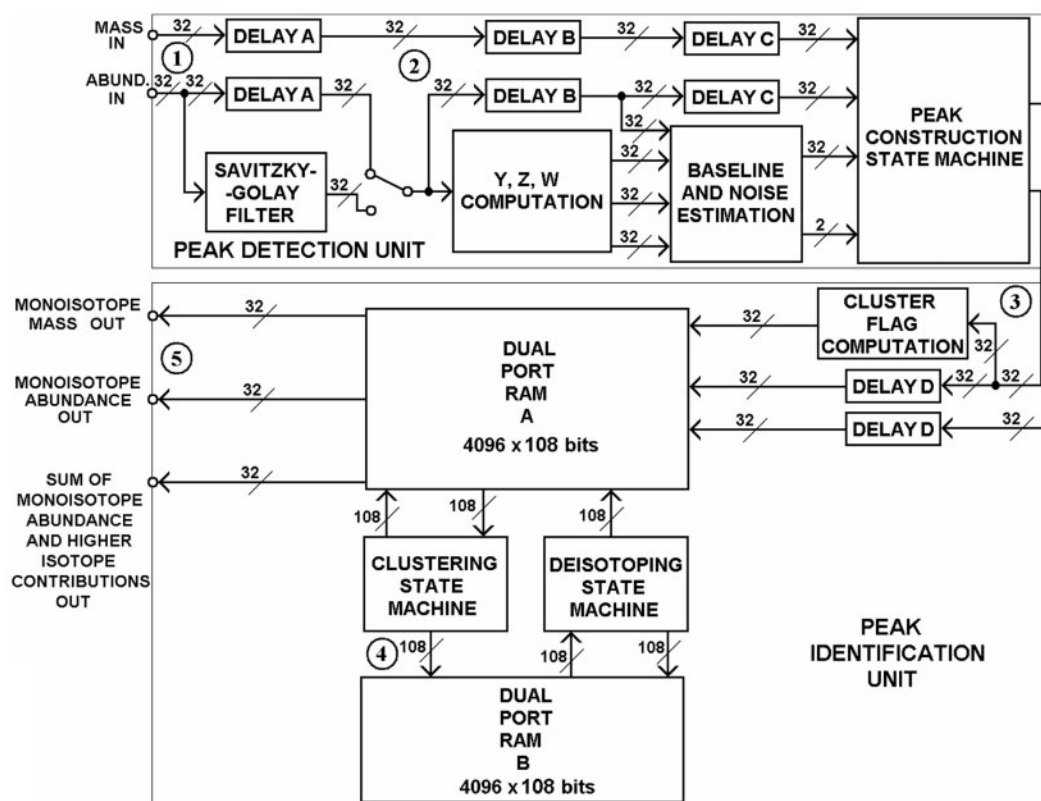 MASS
IN
32
DELAY A
32
DELAY B
32
DELAY C
32
1
2
ABUND.
IN
32
32
DELAY A
32
32
DELAY B
32
DELAY C
32
32
SAVITZKY-
-GOLAY
FILTER
32
Y, Z, W
COMPUTATION
32
32
32
BASELINE
AND NOISE
ESTIMATION
32
2
PEAK
CONSTRUCTION
STATE MACHINE
PEAK DETECTION UNIT
MONOISOTOPE
MASS OUT
32
5
MONOISOTOPE
ABUNDANCE
OUT
32
SUM OF
MONOISOTOPE
ABUNDANCE
AND HIGHER
ISOTOPE
CONTRIBUTIONS
OUT
32
DUAL
PORT
RAM
A
4096 x 108 bits
32
CLUSTER
FLAG
COMPUTATION
3
32
32
DELAY D
32
32
32
DELAY D
32
108
108
108
CLUSTERING
STATE
MACHINE
DEISOTOPING
STATE
MACHINE
4
108
108
108
DUAL
PORT
RAM
B
4096 x 108 bits
PEAK
IDENTIFICATION
UNIT